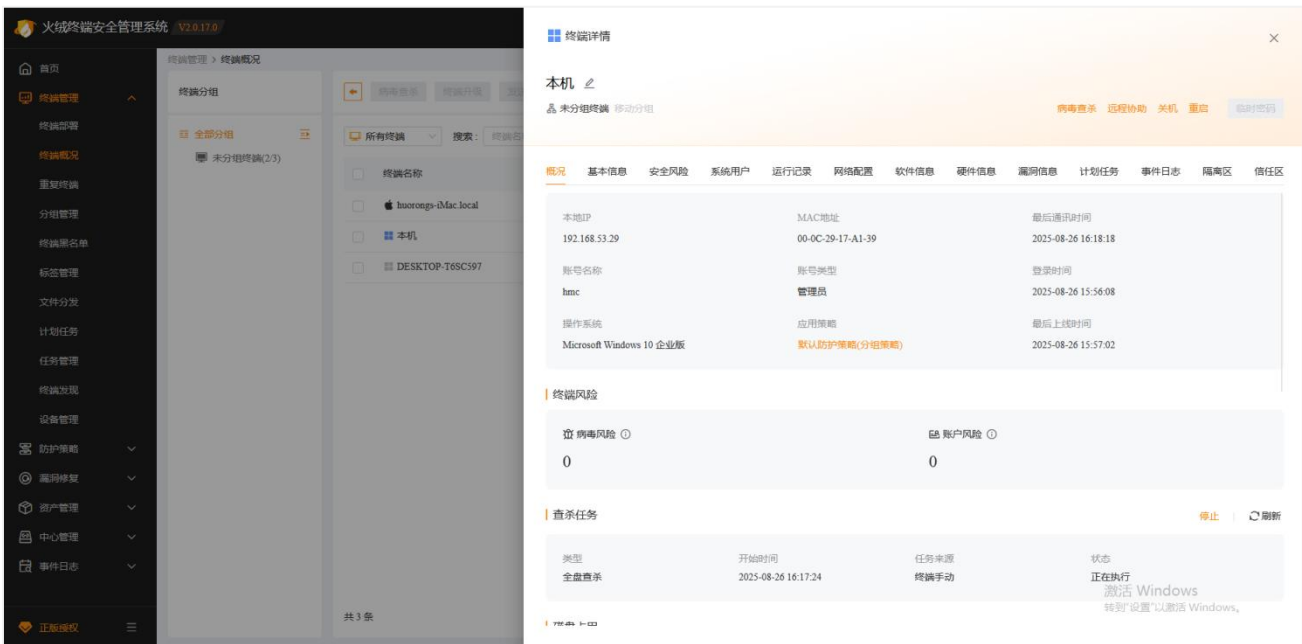 火绒终端安全管理系统 V2.0.17.0
首页
终端管理
终端部署
终端概况
重复终端
分组管理
终端黑名单
标签管理
文件分发
计划任务
任务管理
终端发现
设备管理
防护策略
漏洞修复
资产管理
中心管理
事件日志
正版授权
终端管理 > 终端概况
终端分组
全部分组
未分组终端(2/3)
病毒查杀 终端升级
所有终端 搜索: 终端名
终端名称
huorongs-iMac.local
本机
DESKTOP-T6SC597
共 3 条
终端详情
本机
未分组终端 移动分组
病毒查杀 远程协助 关机 重启 临时密码
概况 基本信息 安全风险 系统用户 运行记录 网络配置 软件信息 硬件信息 漏洞信息 计划任务 事件日志 隔离区 信任区
本地IP MAC地址 最后通讯时间
192.168.53.29 00-0C-29-17-A1-39 2025-08-26 16:18:18
账号名称 账号类型 登录时间
hmc 管理员 2025-08-26 15:56:08
操作系统 应用策略 最后上线时间
Microsoft Windows 10 企业版 默认防护策略(分组策略) 2025-08-26 15:57:02
终端风险
病毒风险 账户风险
0 0
查杀任务 停止 刷新
类型 开始时间 任务来源 状态
全盘查杀 2025-08-26 16:17:24 终端手动 正在执行
激活 Windows
转到"设置"以激活 Windows。